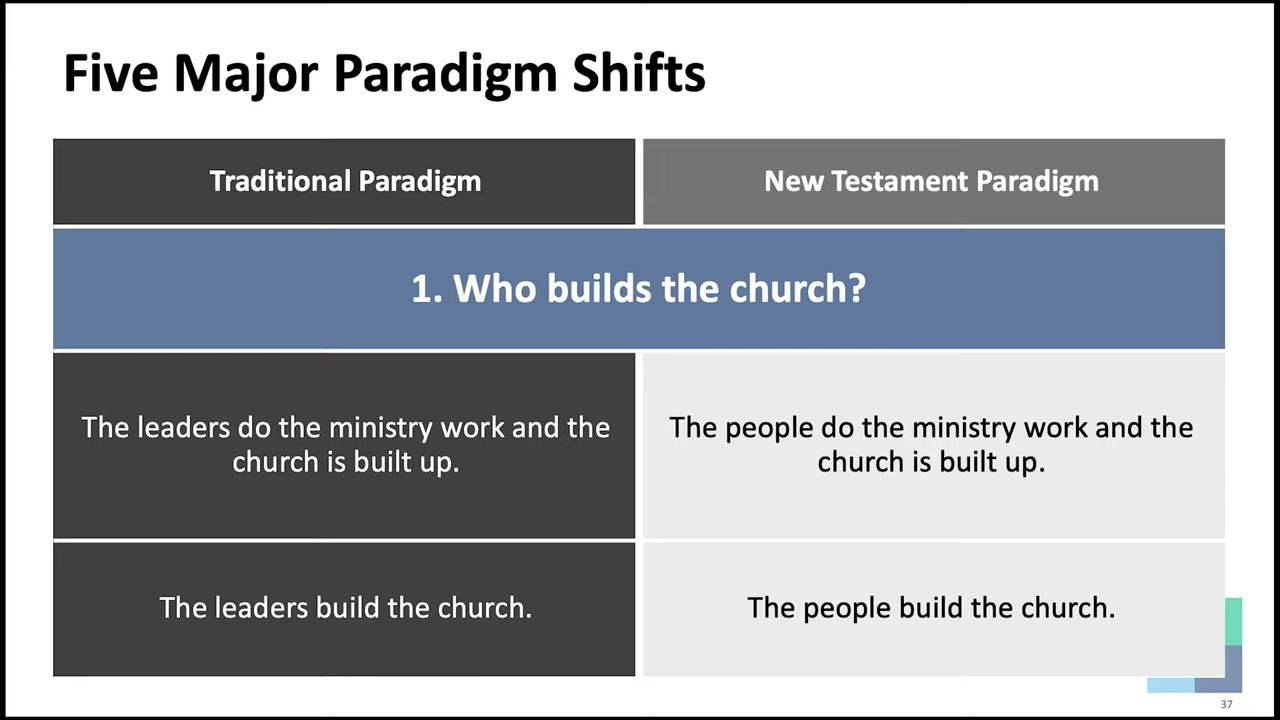 Five Major Paradigm Shifts
Traditional Paradigm
New Testament Paradigm
1. Who builds the church?
The leaders do the ministry work and the
church is built up.
The people do the ministry work and the
church is built up.
The leaders build the church.
The people build the church.
37